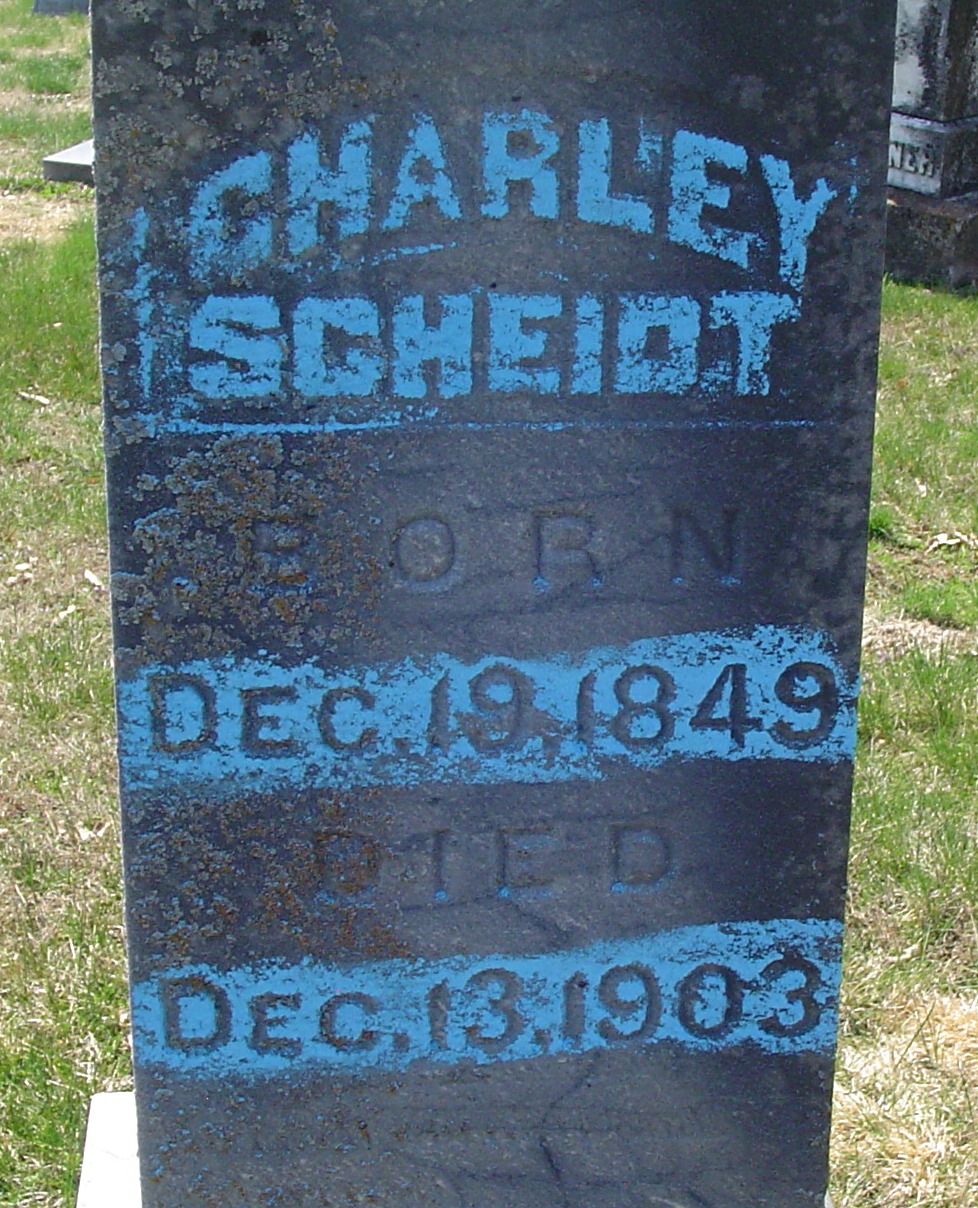 CHARLEY
SCHEIDT
BORN
DEC. 19, 1849
DIED
DEC. 13, 1903